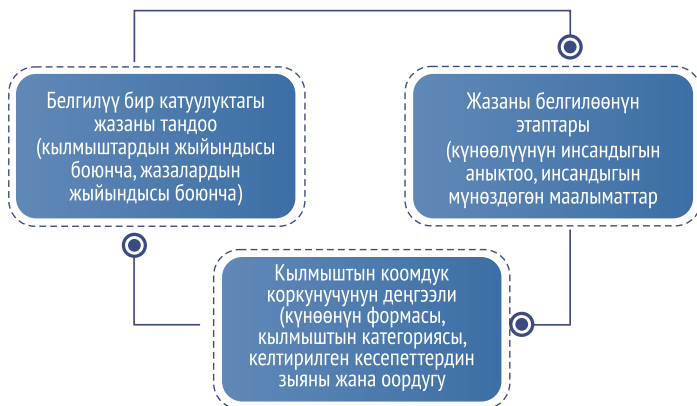 Белгилүү бир катуулуктагы
жазаны тандоо
(кылмыштардын жыйындысы
боюнча, жазалардын
жыйындысы боюнча)
Жазаны белгилөөнүн
этаптары
(күнөөлүүнүн инсандыгын
аныктоо, инсандыгын
мүнөздөгөн маалыматтар
Кылмыштын коомдук
коркунучунун деңгээли
(күнөөнүн формасы,
кылмыштын категориясы,
келтирилген кесепеттердин
зыяны жана оордугу